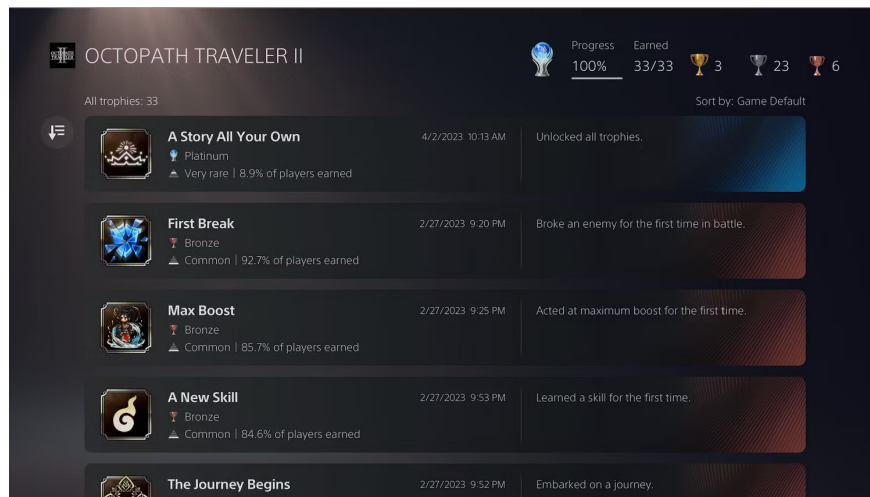 OCTOPATH TRAVELER II
Progress
100%
Earned
33/33
3
23
6
All trophies: 33
Sort by: Game Default
A Story All Your Own
4/2/2023 10:13 AM
Unlocked all trophies.
Platinum
Very rare | 8.9% of players earned
First Break
2/27/2023 9:20 PM
Broke an enemy for the first time in battle.
Bronze
Common | 92.7% of players earned
Max Boost
2/27/2023 9:25 PM
Acted at maximum boost for the first time.
Bronze
Common | 85.7% of players earned
A New Skill
2/27/2023 9:53 PM
Learned a skill for the first time.
Bronze
Common | 84.6% of players earned
The Journey Begins
2/27/2023 9:52 PM
Embarked on a journey.